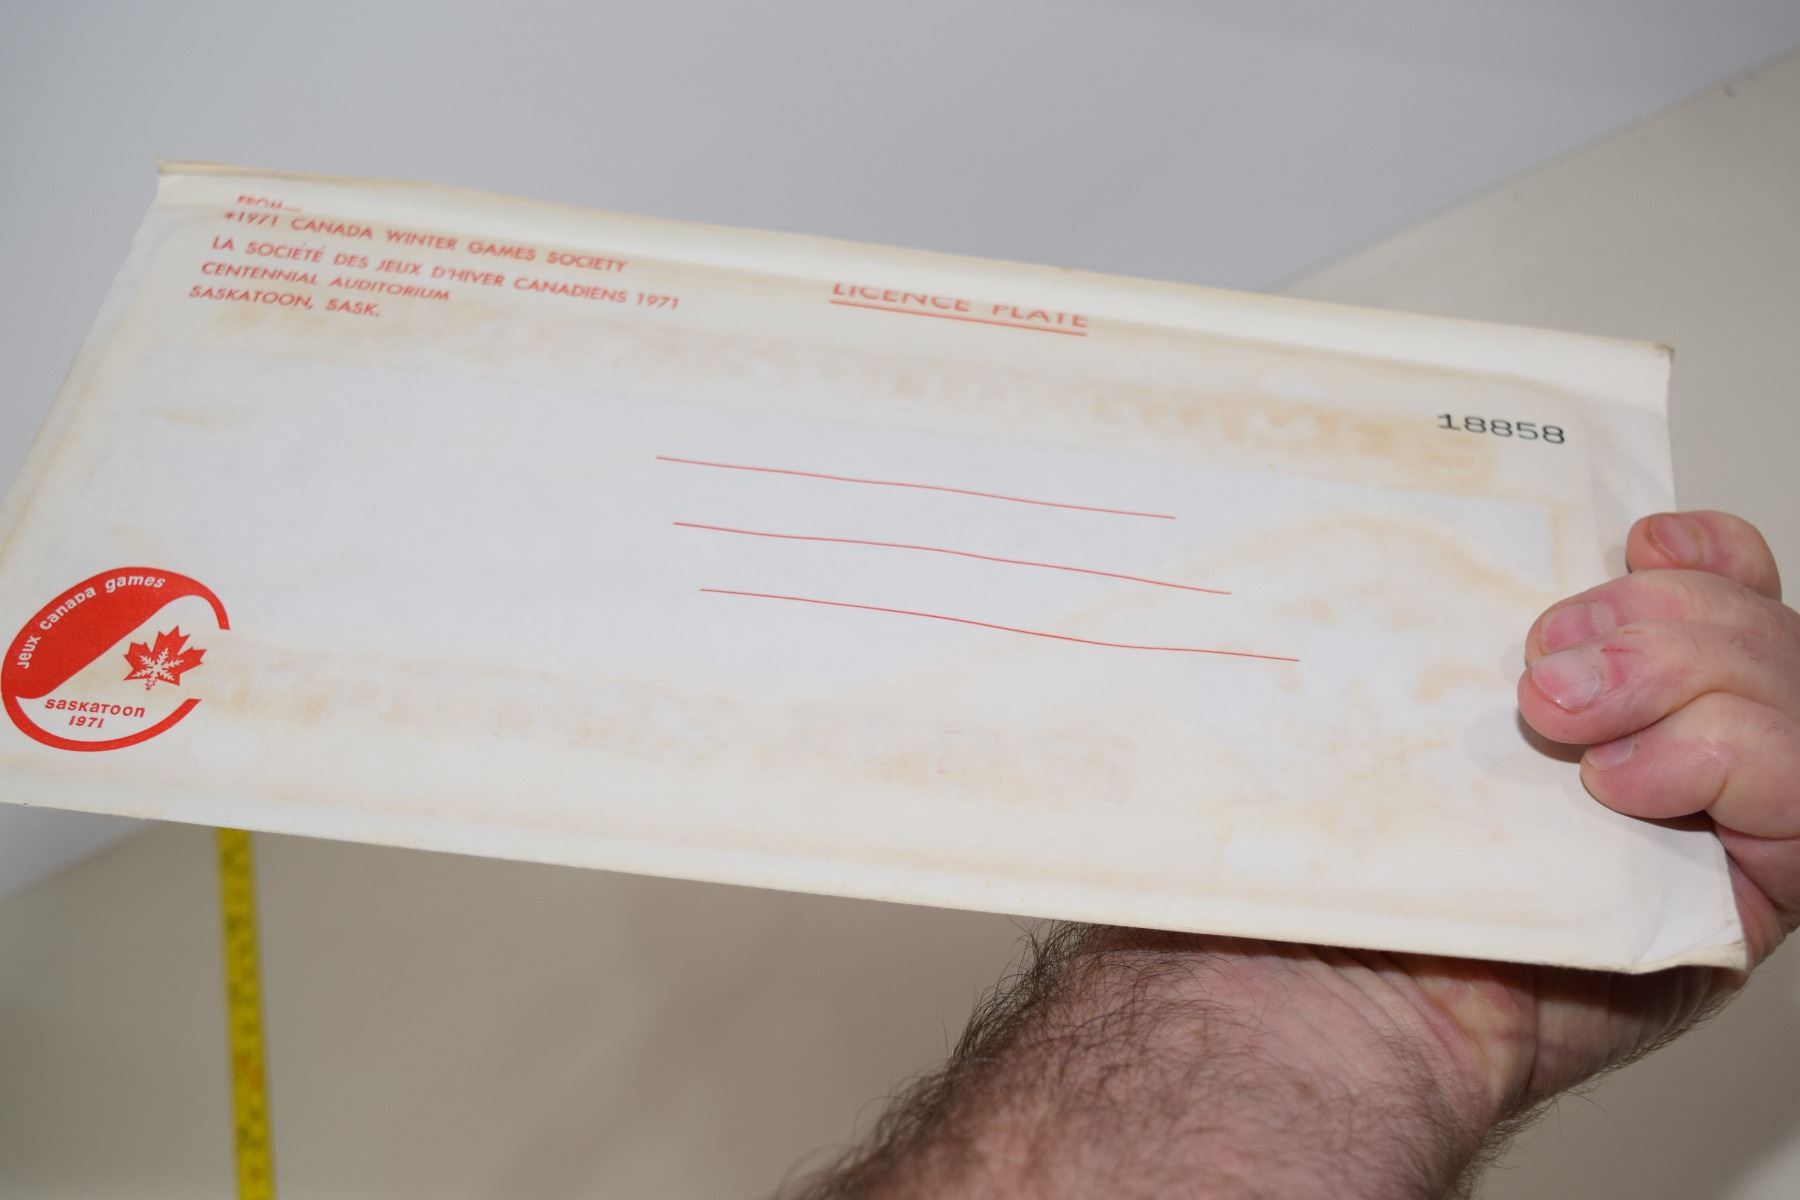 FROM—
*1971 CANADA WINTER GAMES SOCIETY
LA SOCIÉTÉ DES JEUX D'HIVER CANADIENS 1971
CENTENNIAL AUDITORIUM
SASKATOON, SASK.
LICENCE PLATE
18858
jeux canada games
saskatoon
1971